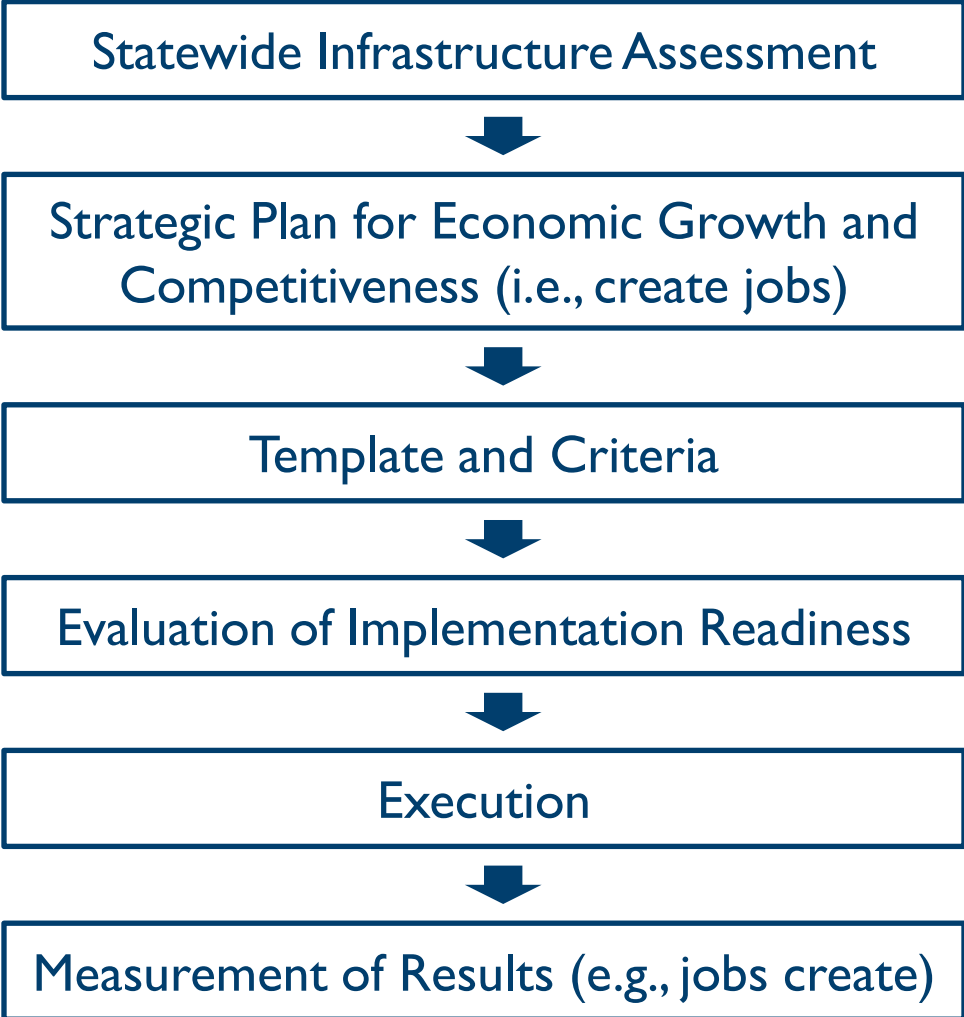 Statewide Infrastructure Assessment
Strategic Plan for Economic Growth and
Competitiveness (i.e., create jobs)
Template and Criteria
Evaluation of Implementation Readiness
Execution
Measurement of Results (e.g., jobs create)